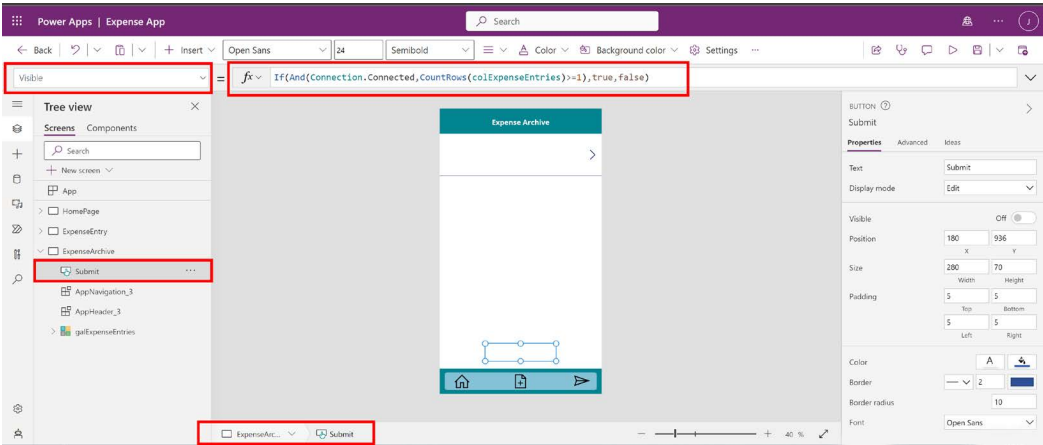 Power Apps | Expense App
Search
J
Back
Insert
Open Sans
24
Semibold
Color
Background color
Settings
Visible
=
fx
If(And(Connection.Connected,CountRows(colExpenseEntries)>=1),true,false)
Tree view
Screens
Components
Search
New screen
App
HomePage
ExpenseEntry
ExpenseArchive
Submit
AppNavigation_3
AppHeader_3
galExpenseEntries
Expense Archive
ExpenseArc...
Submit
40 %
BUTTON
Submit
Properties
Advanced
Ideas
Text
Submit
Display mode
Edit
Visible
Off
Position
180
936
X
Y
Size
280
70
Width
Height
Padding
5
5
Top
Bottom
5
5
Left
Right
Color
A
Border
2
Border radius
10
Font
Open Sans